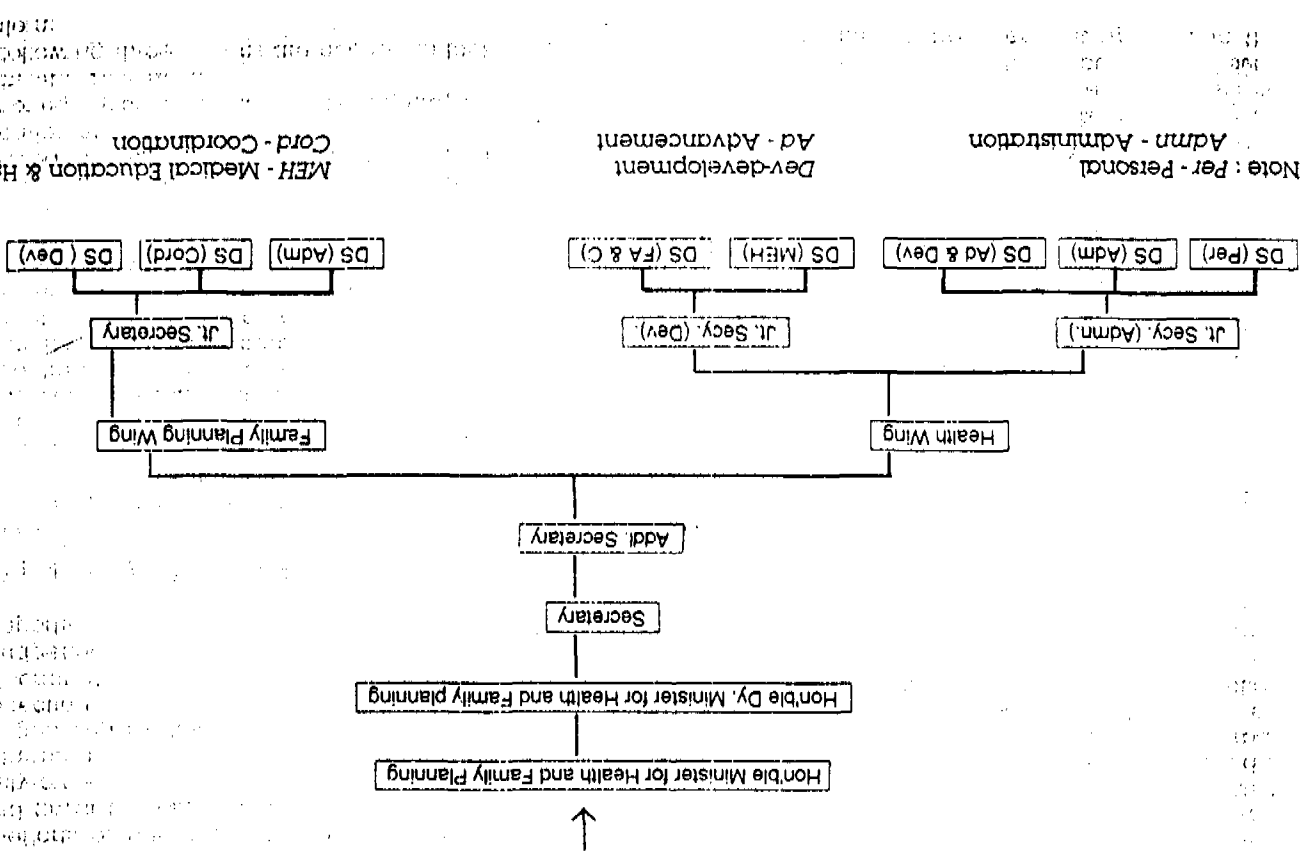 Hon'ble Minister for Health and Family Planning
Hon'ble Dy. Minister for Health and Family planning
Secretary
Addl. Secretary
Health Wing
Family Planning Wing
Jt. Secy. (Admn.)
Jt. Secy. (Dev).
Jt. Secretary
DS (Per)
DS (Adm)
DS (Ad & Dev)
DS (MEH)
DS (FA & C)
DS (Adm)
DS (Cord)
DS ( Dev)
Note : Per - Personal
Admn - Administration
Dev-development
Ad - Advancement
MEH - Medical Education &
Cord - Coordination